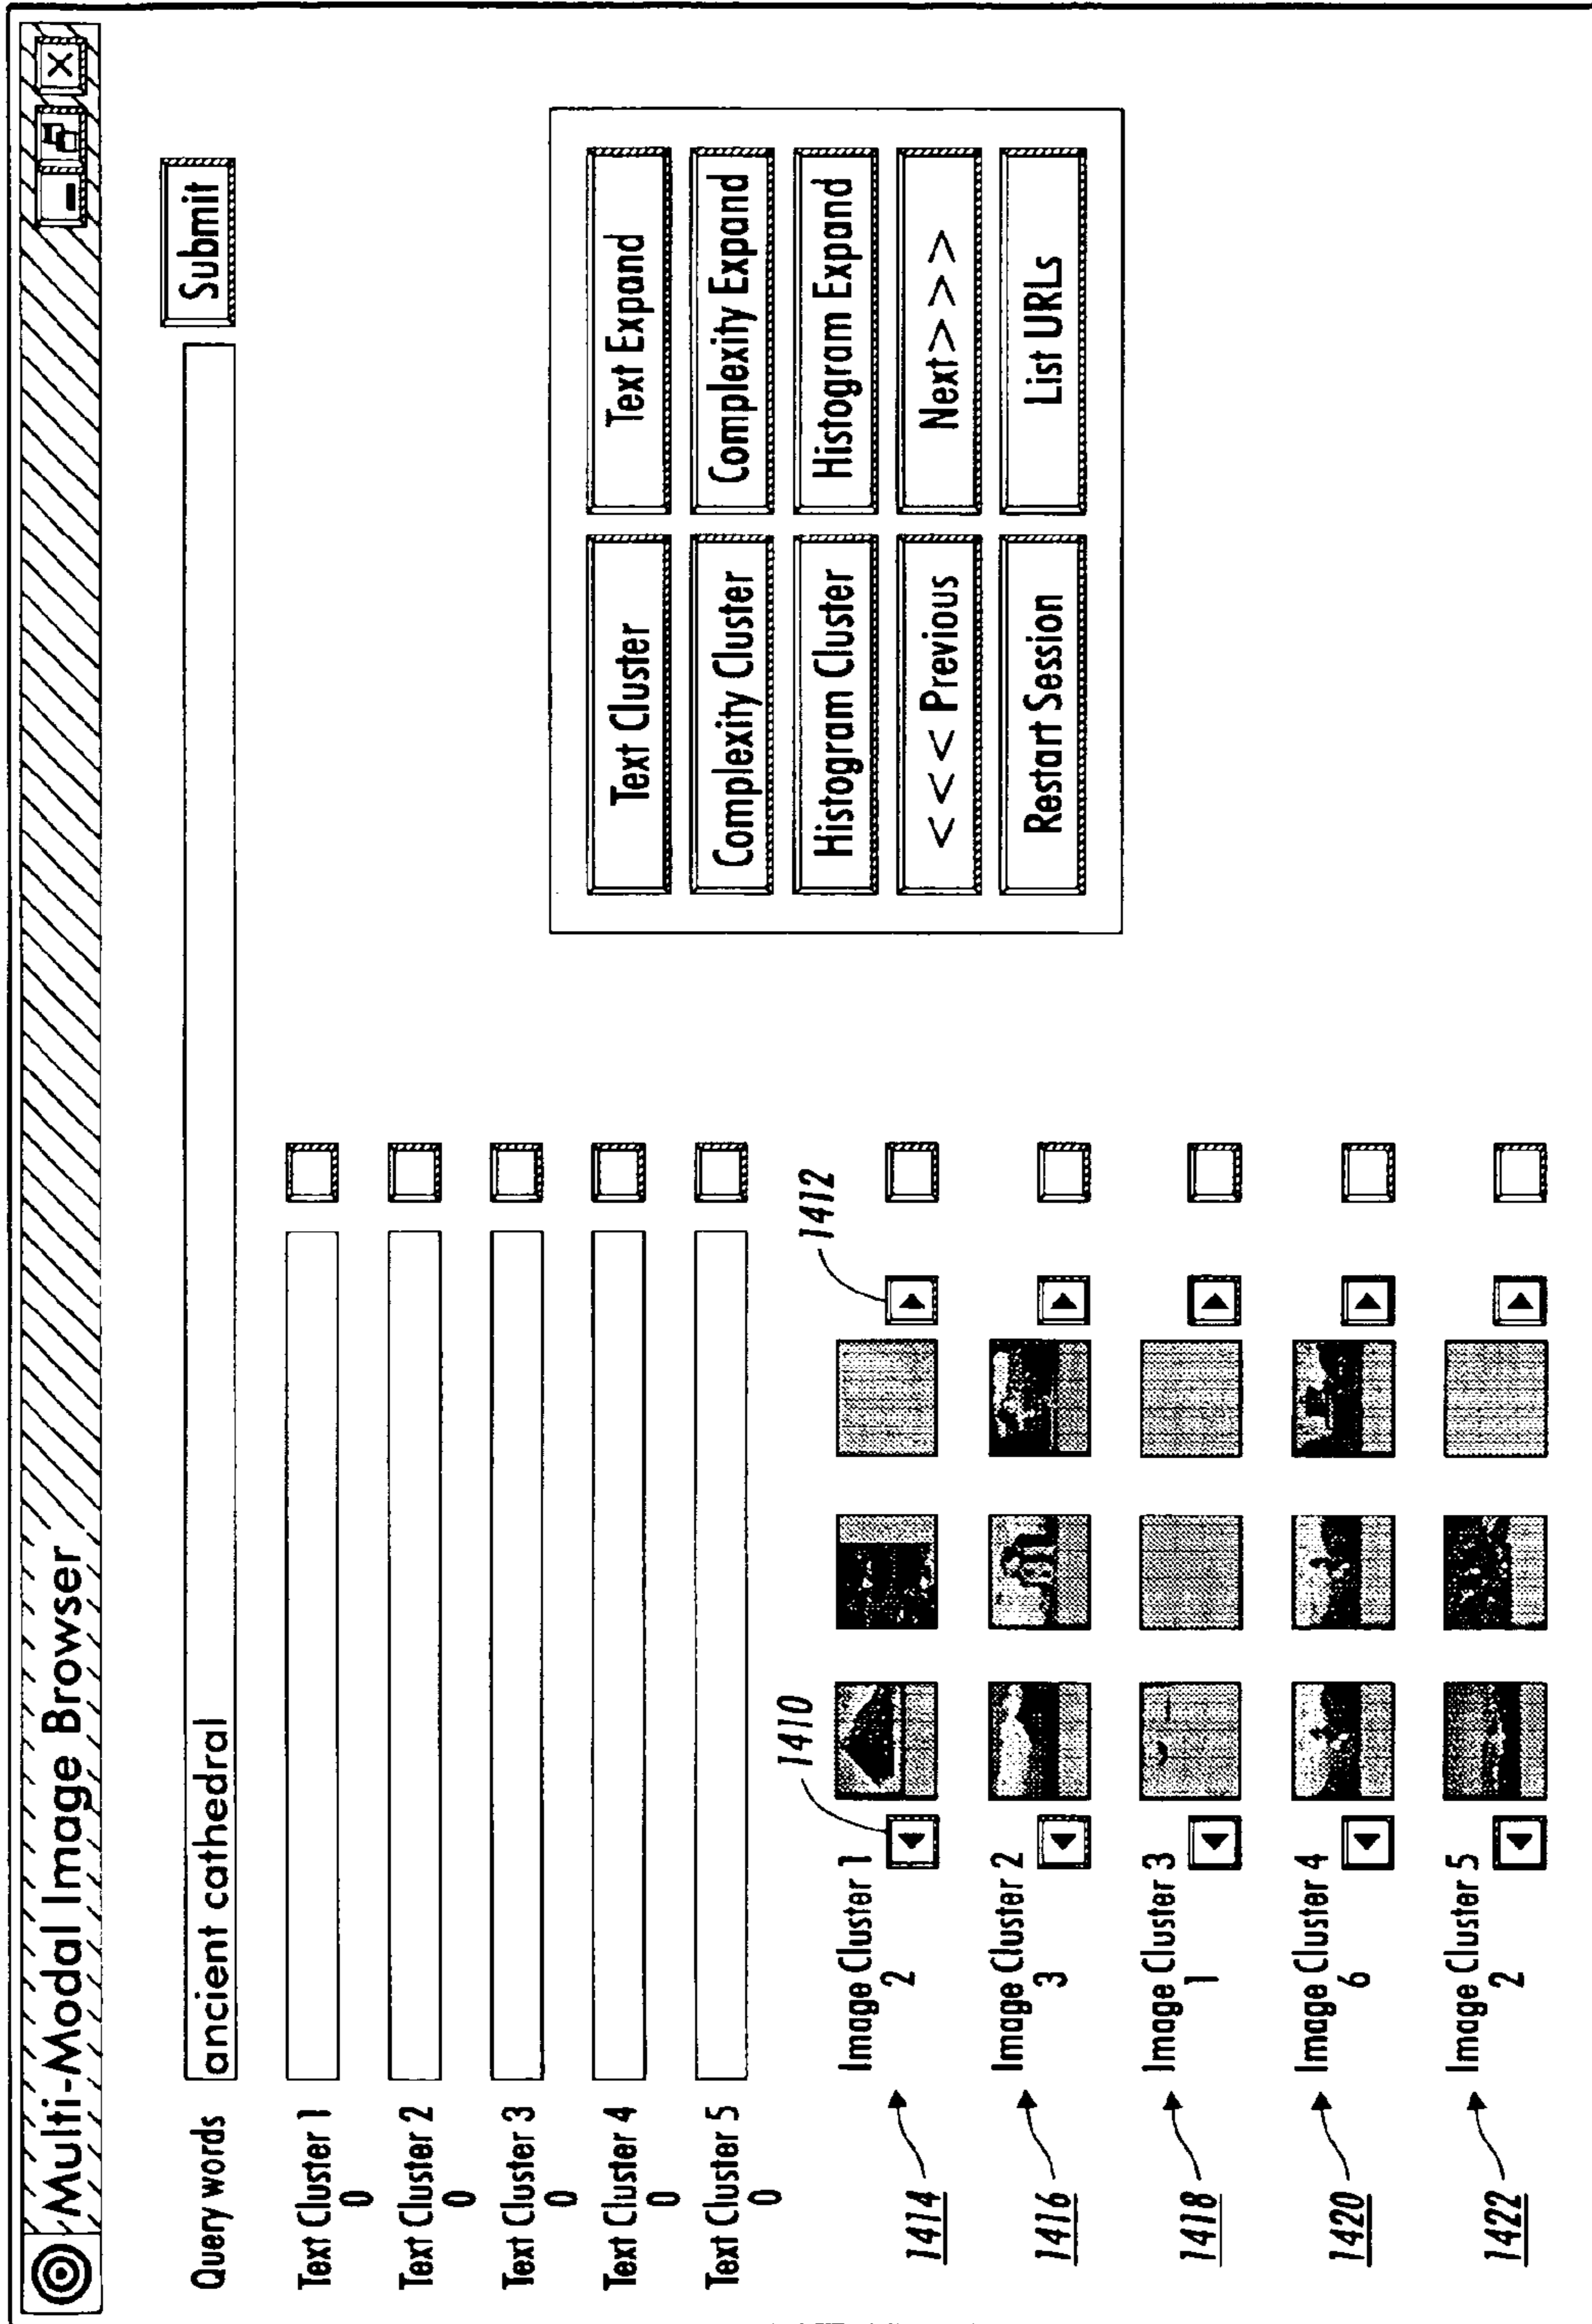 Multi-Modal Image Browser
Query words ancient cathedral Submit
Text Cluster 1
0
Text Cluster 2
0
Text Cluster 3
0
Text Cluster 4
0
Text Cluster 5
0
Text Cluster Text Expand
Complexity Cluster Complexity Expand
Histogram Cluster Histogram Expand
<<<< Previous Next>>>>
Restart Session List URLs
1410
1412
1414 Image Cluster 1
2
1416 Image Cluster 2
3
1418 Image Cluster 3
1
1420 Image Cluster 4
6
1422 Image Cluster 5
2